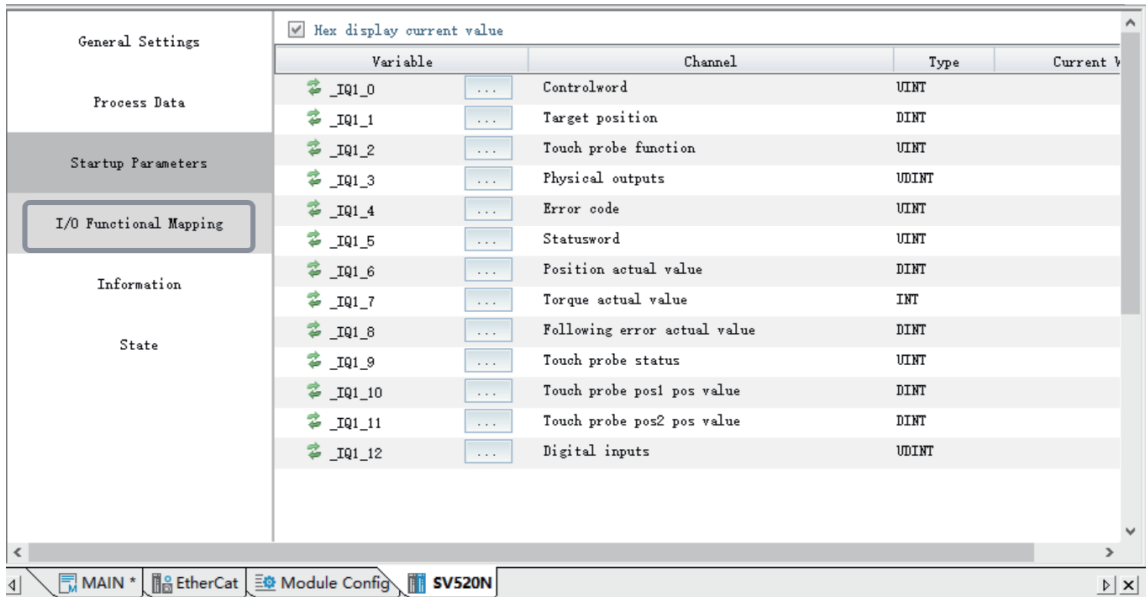 General Settings
Process Data
Startup Parameters
I/O Functional Mapping
Information
State
Hex display current value
Variable Channel Type Current V
_IQ1_0 ... Controlword UINT
_IQ1_1 ... Target position DINT
_IQ1_2 ... Touch probe function UINT
_IQ1_3 ... Physical outputs UDINT
_IQ1_4 ... Error code UINT
_IQ1_5 ... Statusword UINT
_IQ1_6 ... Position actual value DINT
_IQ1_7 ... Torque actual value INT
_IQ1_8 ... Following error actual value DINT
_IQ1_9 ... Touch probe status UINT
_IQ1_10 ... Touch probe pos1 pos value DINT
_IQ1_11 ... Touch probe pos2 pos value DINT
_IQ1_12 ... Digital inputs UDINT
MAIN * EtherCat Module Config SV520N